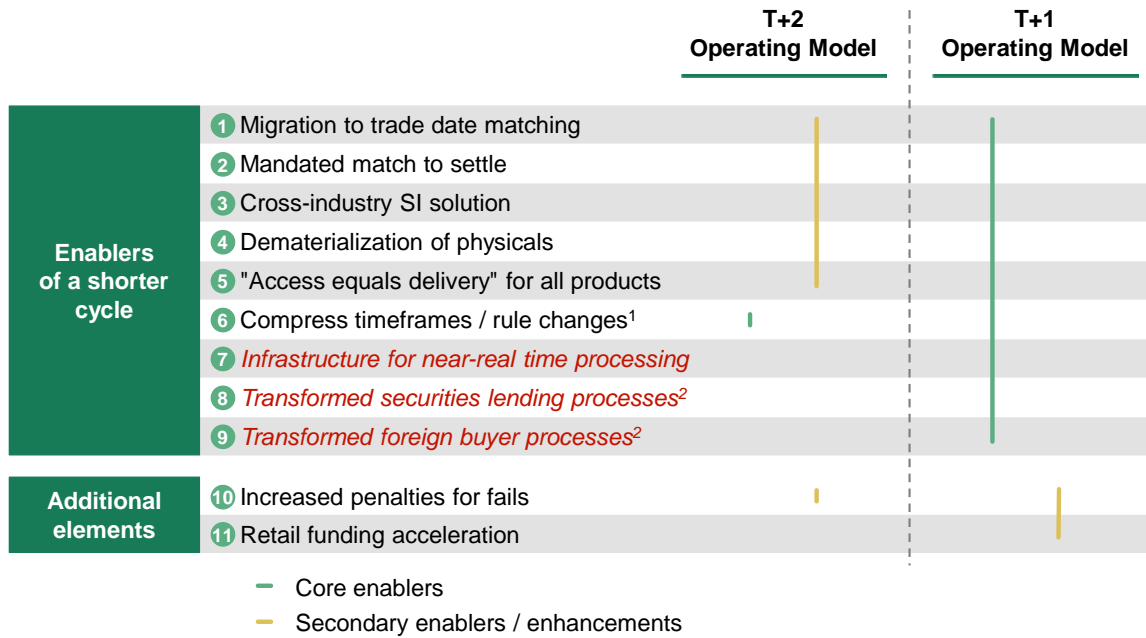 T+2
Operating Model
T+1
Operating Model
Enablers
of a shorter
cycle
1 Migration to trade date matching
2 Mandated match to settle
3 Cross-industry SI solution
4 Dematerialization of physicals
5 "Access equals delivery" for all products
6 Compress timeframes / rule changes¹
7 Infrastructure for near-real time processing
8 Transformed securities lending processes²
9 Transformed foreign buyer processes²
Additional
elements
10 Increased penalties for fails
11 Retail funding acceleration
Core enablers
Secondary enablers / enhancements